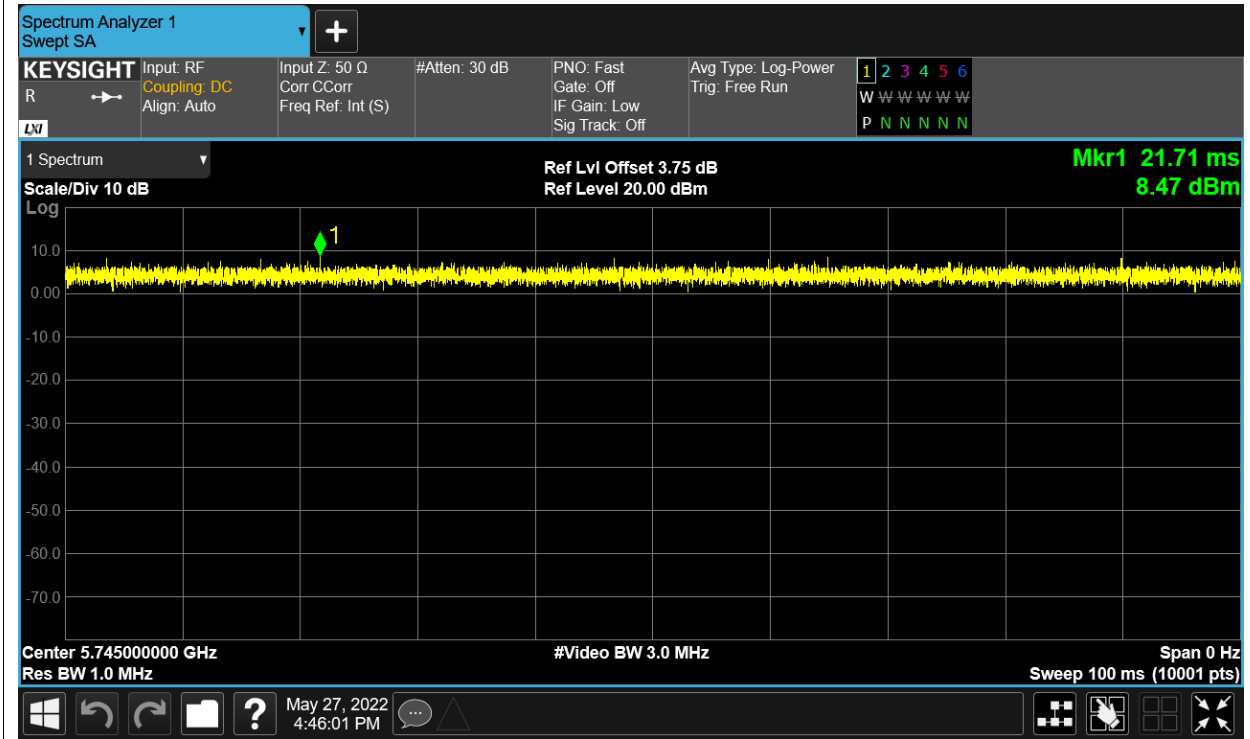 Spectrum Analyzer 1
Swept SA
KEYSIGHT
R
LXI
Input: RF
Coupling: DC
Align: Auto
Input Z: 50 Ω
Corr CCorr
Freq Ref: Int (S)
#Atten: 30 dB
PNO: Fast
Gate: Off
IF Gain: Low
Sig Track: Off
Avg Type: Log-Power
Trig: Free Run
1 2 3 4 5 6
W W W W W W
P N N N N N
1 Spectrum
Scale/Div 10 dB
Log
Ref Lvl Offset 3.75 dB
Ref Level 20.00 dBm
Mkr1 21.71 ms
8.47 dBm
1
10.0
0.00
-10.0
-20.0
-30.0
-40.0
-50.0
-60.0
-70.0
Center 5.745000000 GHz
Res BW 1.0 MHz
#Video BW 3.0 MHz
Span 0 Hz
Sweep 100 ms (10001 pts)
?
May 27, 2022
4:46:01 PM